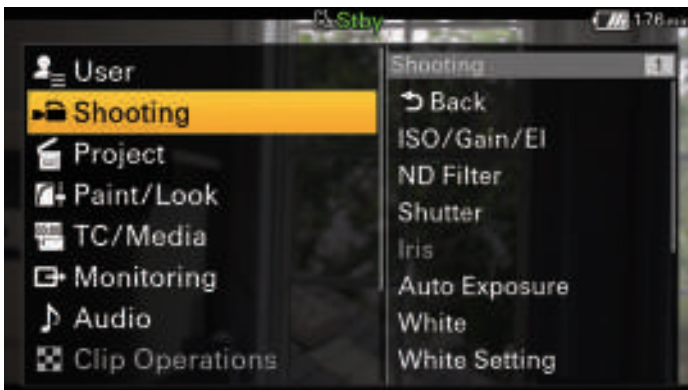 Stby
176
User
Shooting
Project
Paint/Look
TC/Media
Monitoring
Audio
Clip Operations
Shooting 1
Back
ISO/Gain/EI
ND Filter
Shutter
Iris
Auto Exposure
White
White Setting